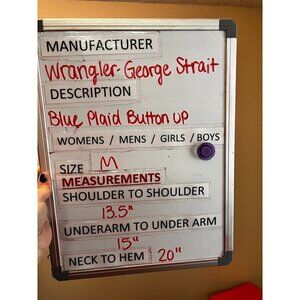 MANUFACTURER
Wrangler- George Strait
DESCRIPTION
Blue Plaid Button UP
WOMENS / MENS / GIRLS / BOYS
SIZE M
MEASUREMENTS
SHOULDER TO SHOULDER
13.5"
UNDERARM TO UNDER ARM
15"
NECK TO HEM 20"